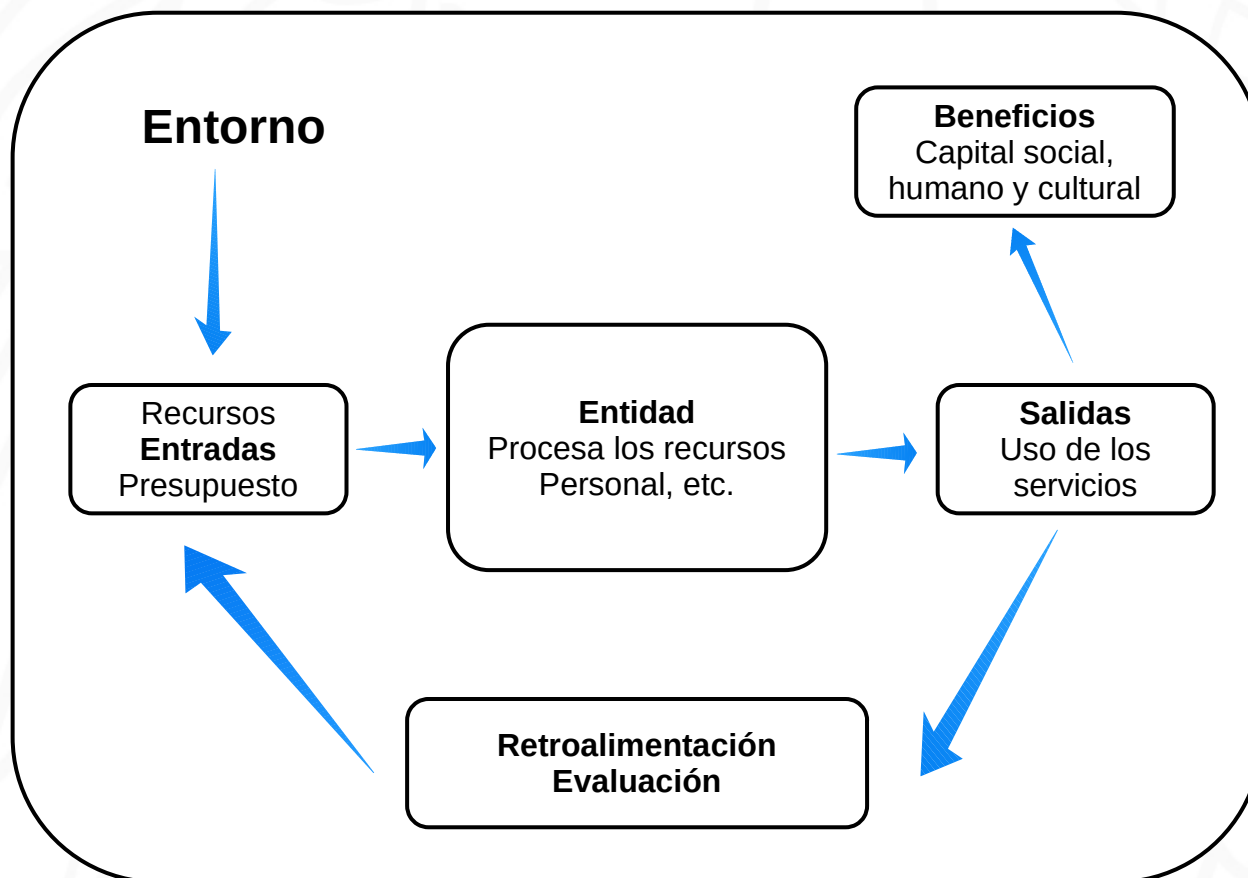 Entorno
Beneficios
Capital social,
humano y cultural
Recursos
Entradas
Presupuesto
Entidad
Procesa los recursos
Personal, etc.
Salidas
Uso de los
servicios
Retroalimentación
Evaluación